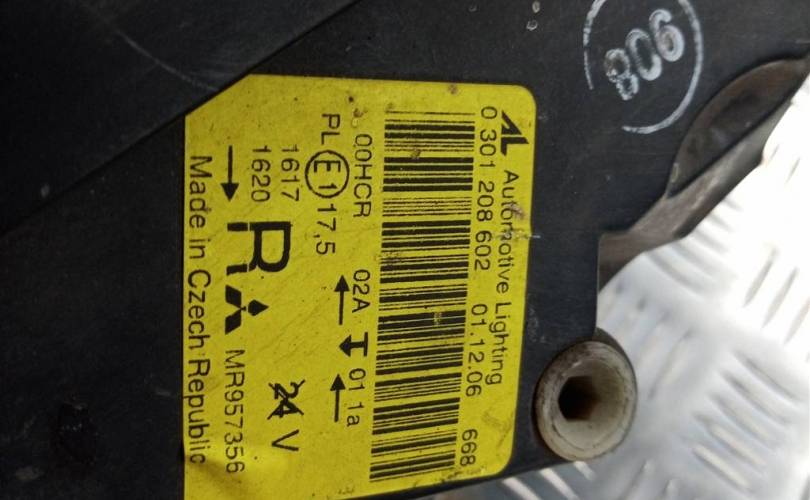 AL Automotive Lighting
0 301 208 602 01.12.06 668
00HCR 02A 01 1a
PL E1 17,5
1617
1620
R
24 V
MR957356
Made in Czech Republic
806